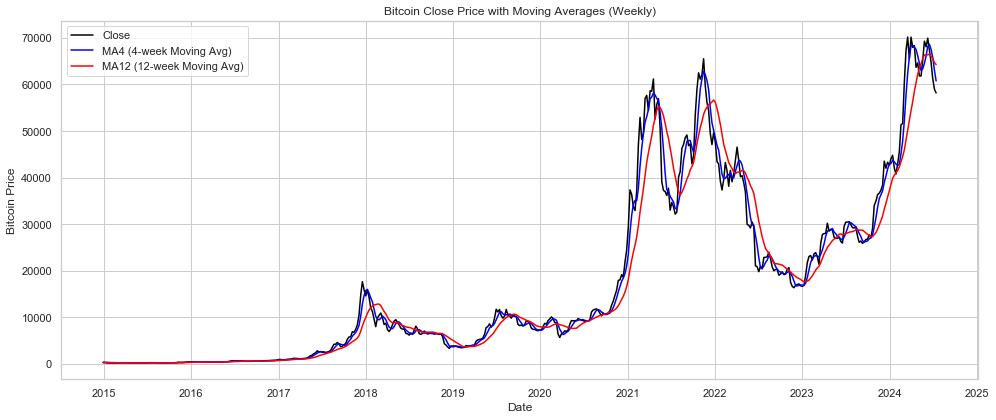 Bitcoin Close Price with Moving Averages (Weekly)
Close
MA4 (4-week Moving Avg)
MA12 (12-week Moving Avg)
Bitcoin Price
70000
60000
50000
40000
30000
20000
10000
0
2015 2016 2017 2018 2019 2020 2021 2022 2023 2024 2025
Date